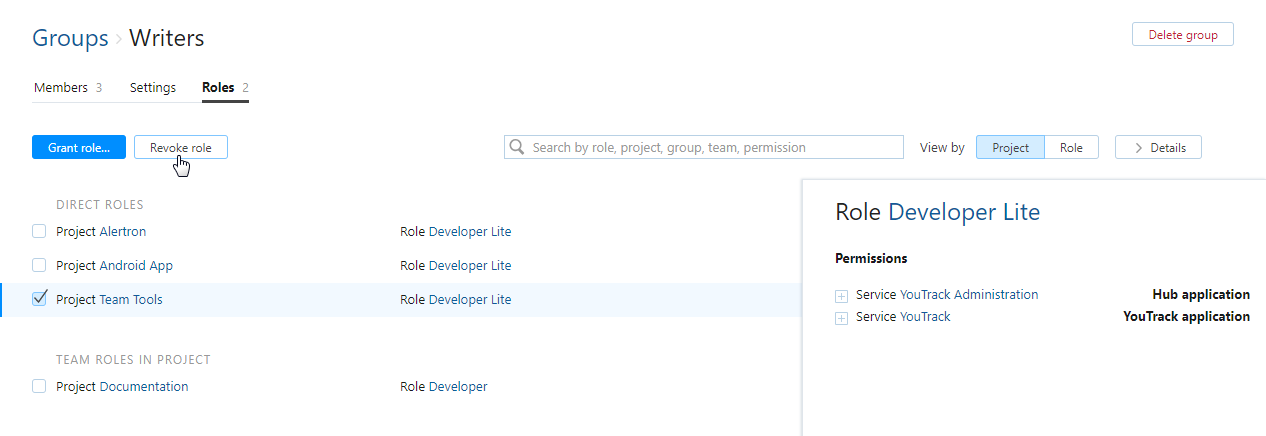 Groups › Writers
Delete group
Members 3 Settings Roles 2
Grant role... Revoke role Search by role, project, group, team, permission View by Project Role Details
DIRECT ROLES
Project Alertron Role Developer Lite
Project Android App Role Developer Lite
Project Team Tools Role Developer Lite
TEAM ROLES IN PROJECT
Project Documentation Role Developer
Role Developer Lite
Permissions
Service YouTrack Administration Hub application
Service YouTrack YouTrack application